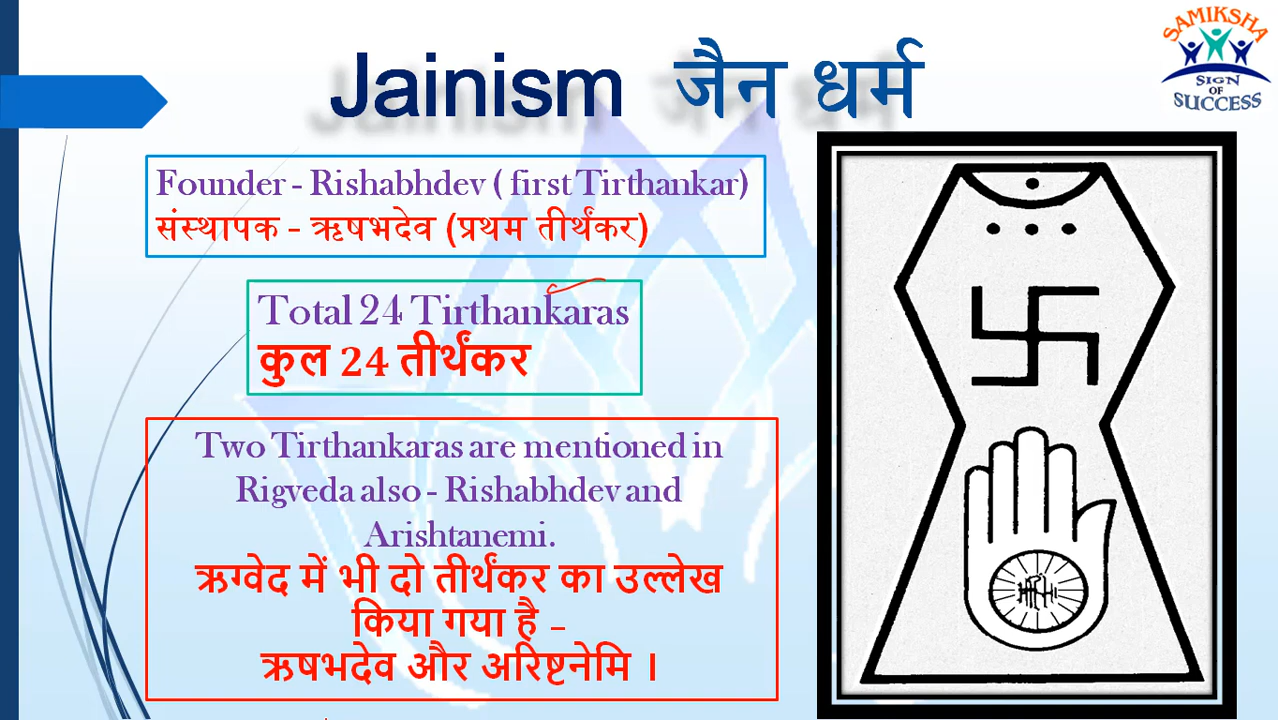 SAMIKSHA
SIGN
OF
SUCCESS
Jainism जैन धर्म
Founder - Rishabhdev ( first Tirthankar)
संस्थापक - ऋषभदेव (प्रथम तीर्थंकर)
Total 24 Tirthankaras
कुल 24 तीर्थंकर
Two Tirthankaras are mentioned in
Rigveda also - Rishabhdev and
Arishtanemi.
ऋग्वेद में भी दो तीर्थंकर का उल्लेख
किया गया है –
ऋषभदेव और अरिष्टनेमि ।